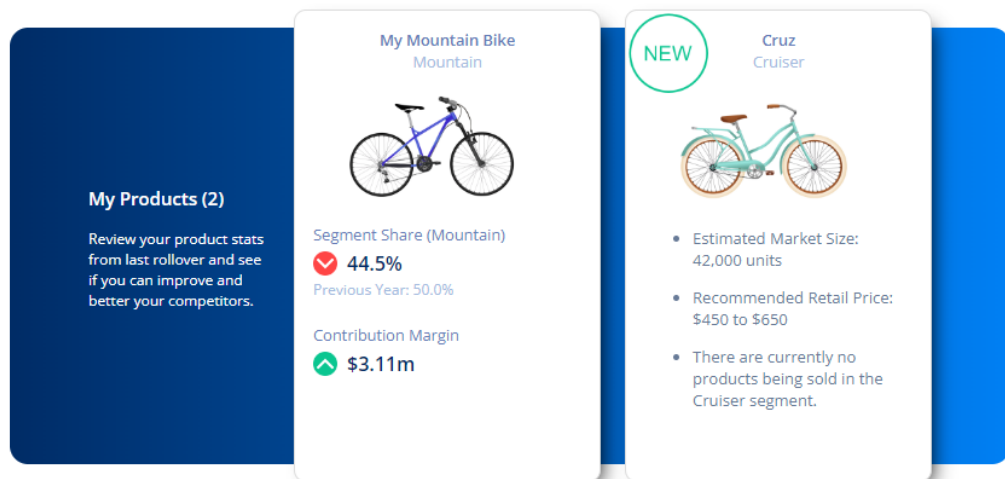 My Products (2)
Review your product stats
from last rollover and see
if you can improve and
better your competitors.
My Mountain Bike
Mountain
Segment Share (Mountain)
44.5%
Previous Year: 50.0%
Contribution Margin
$3.11m
NEW
Cruz
Cruiser
• Estimated Market Size:
42,000 units
• Recommended Retail Price:
$450 to $650
• There are currently no
products being sold in the
Cruiser segment.